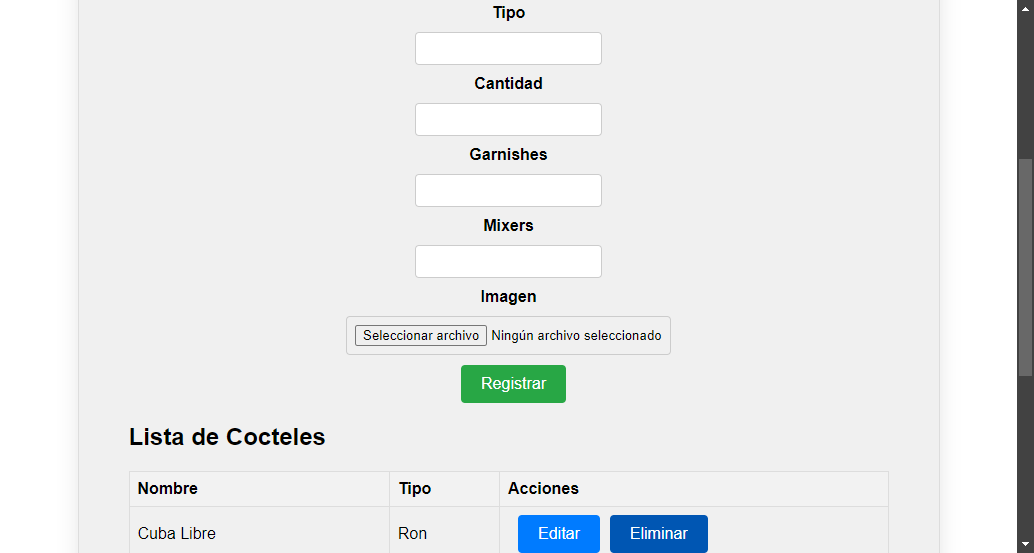 Tipo
Cantidad
Garnishes
Mixers
Imagen
Seleccionar archivo Ningún archivo seleccionado
Registrar
Lista de Cocteles
Nombre Tipo Acciones
Cuba Libre Ron Editar Eliminar